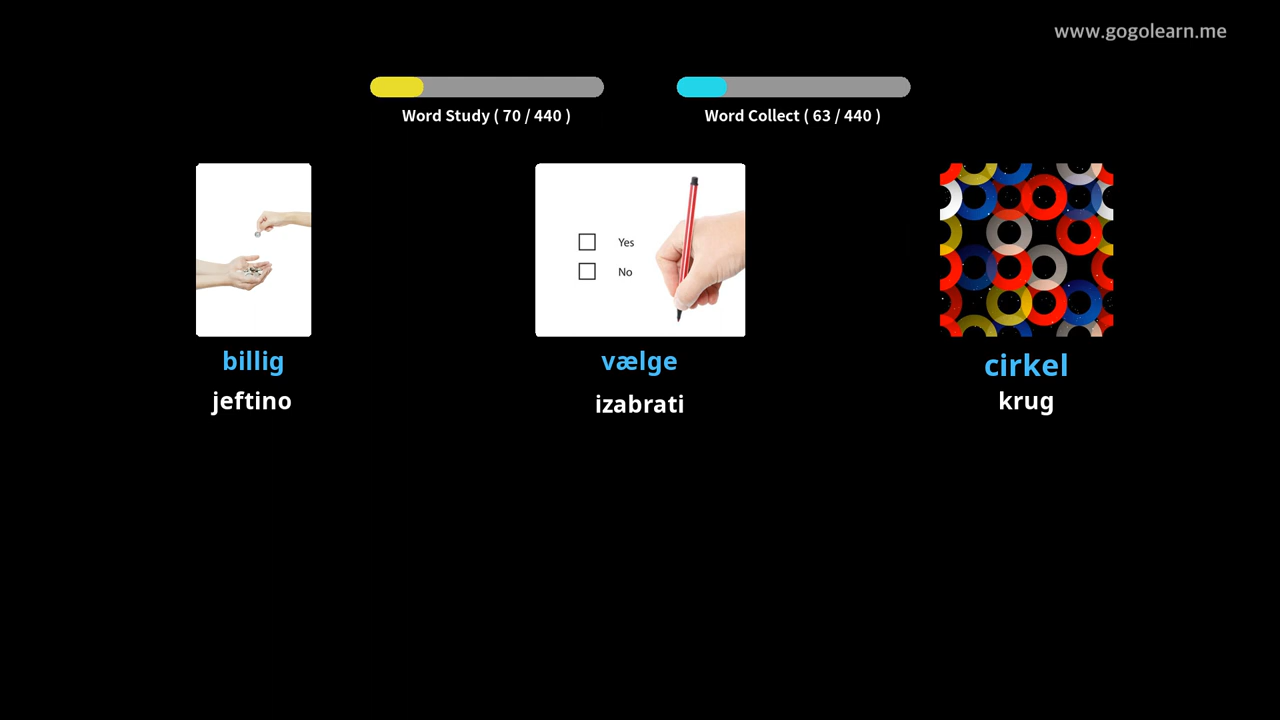 www.gogolearn.me
Word Study ( 70 / 440 )
Word Collect ( 63 / 440 )
Yes
No
billig
vælge
cirkel
jeftino
izabrati
krug